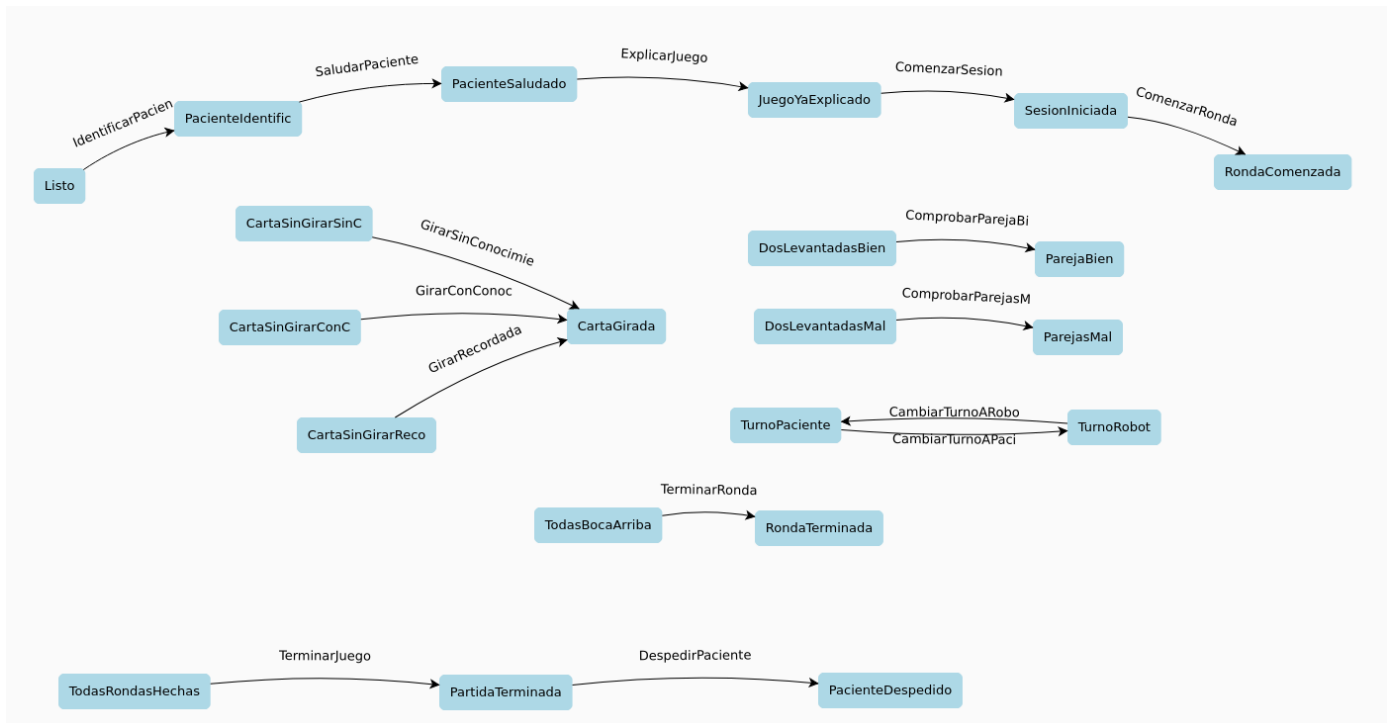 ExplicarJuego
SaludarPaciente
ComenzarSesion
PacienteSaludado
JuegoYaExplicado
ComenzarRonda
IdentificarPacien
PacienteIdentific
SesionIniciada
RondaComenzada
Listo
CartaSinGirarSinC
GirarSinConocimie
ComprobarParejaBi
DosLevantadasBien
ParejaBien
GirarConConoc
ComprobarParejasM
CartaSinGirarConC
CartaGirada
DosLevantadasMal
ParejasMal
GirarRecordada
CartaSinGirarReco
CambiarTurnoARobo
TurnoPaciente
TurnoRobot
CambiarTurnoAPaci
TerminarRonda
TodasBocaArriba
RondaTerminada
TerminarJuego
DespedirPaciente
TodasRondasHechas
PartidaTerminada
PacienteDespedido